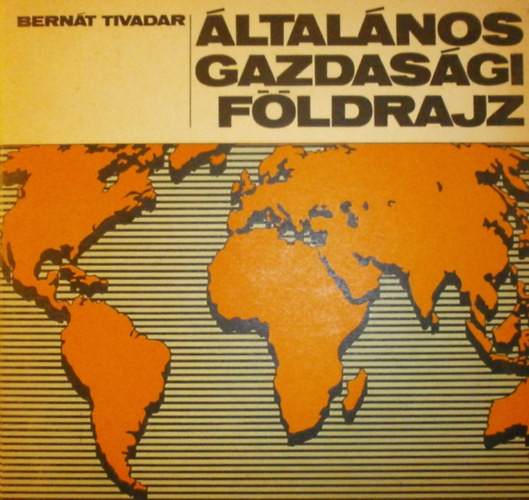 BERNÁT TIVADAR
ÁLTALÁNOS
GAZDASÁGI
FÖLDRAJZ